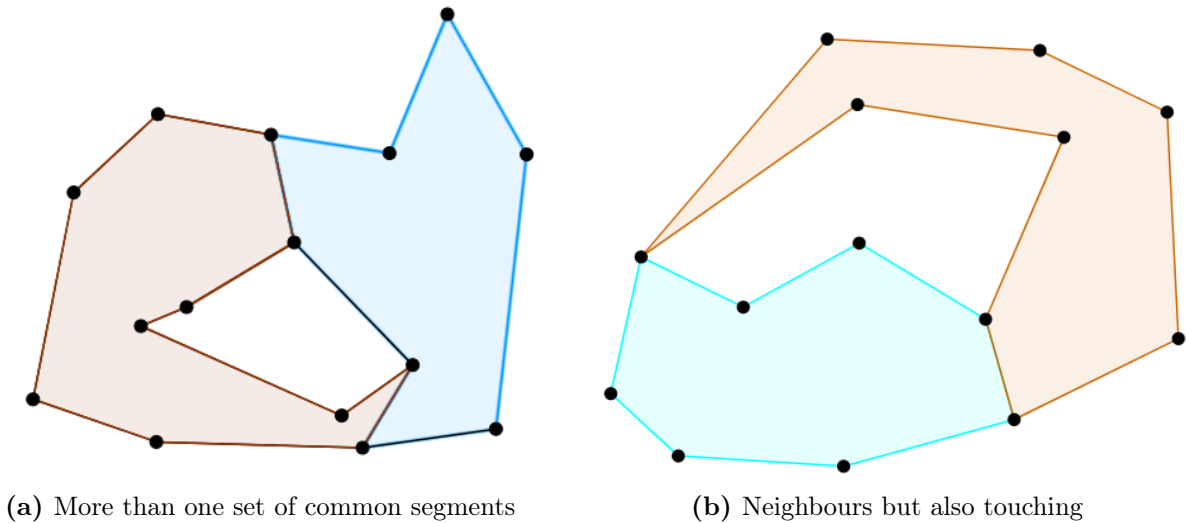 (a) More than one set of common segments
(b) Neighbours but also touching